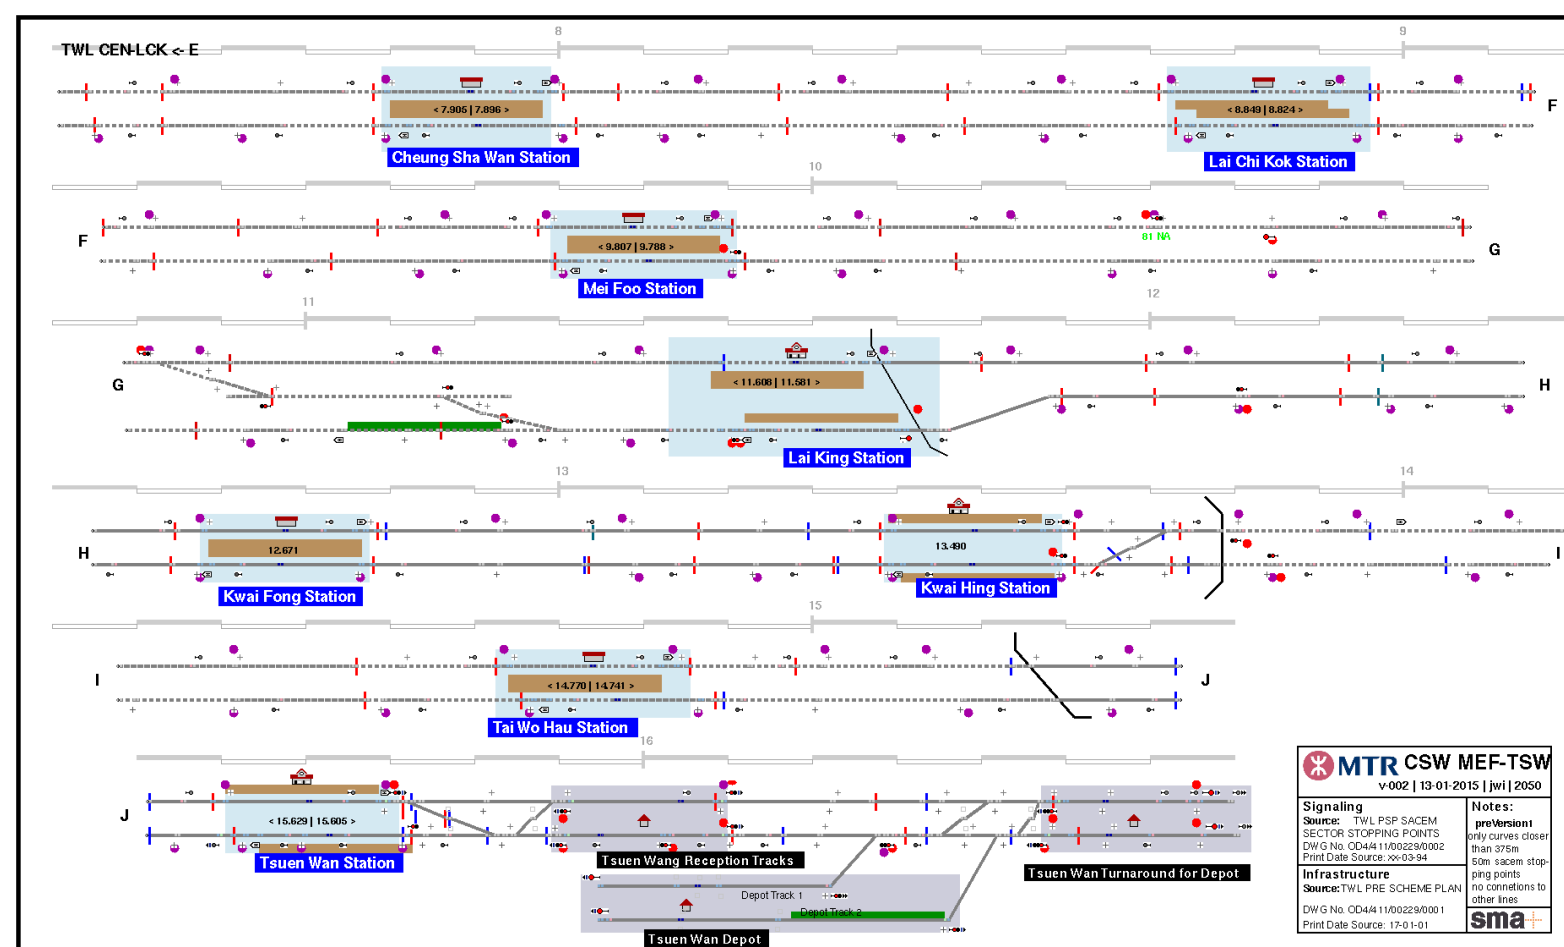 8
9
TWL CEN-LCK <- E
< 7.905 | 7.896 >
< 8.849 | 8.824 >
F
Cheung Sha Wan Station
Lai Chi Kok Station
10
81 NA
F
< 9.807 | 9.788 >
G
Mei Foo Station
11
12
G
< 11.608 | 11.581 >
H
Lai King Station
13
14
H
12.671
13.490
I
Kwai Fong Station
Kwai Hing Station
15
I
< 14.770 | 14.741 >
J
Tai Wo Hau Station
16
J
< 15.629 | 15.605 >
Tsuen Wan Station
Tsuen Wang Reception Tracks
Tsuen Wan Turnaround for Depot
Depot Track 1
Depot Track 2
Tsuen Wan Depot
MTR CSW MEF-TSW
v-002 | 13-01-2015 | jwi | 2050
Signaling
Source: TWL PSP SACEM
SECTOR STOPPING POINTS
DWG No. OD4/411/00229/0002
Print Date Source: xx-03-94
Infrastructure
Source: TWL PRE SCHEME PLAN
DWG No. OD4/411/00229/0001
Print Date Source: 17-01-01
Notes:
preVersion1
only curves closer
than 375m
50m sacem stop-
ping points
no connetions to
other lines
sma+